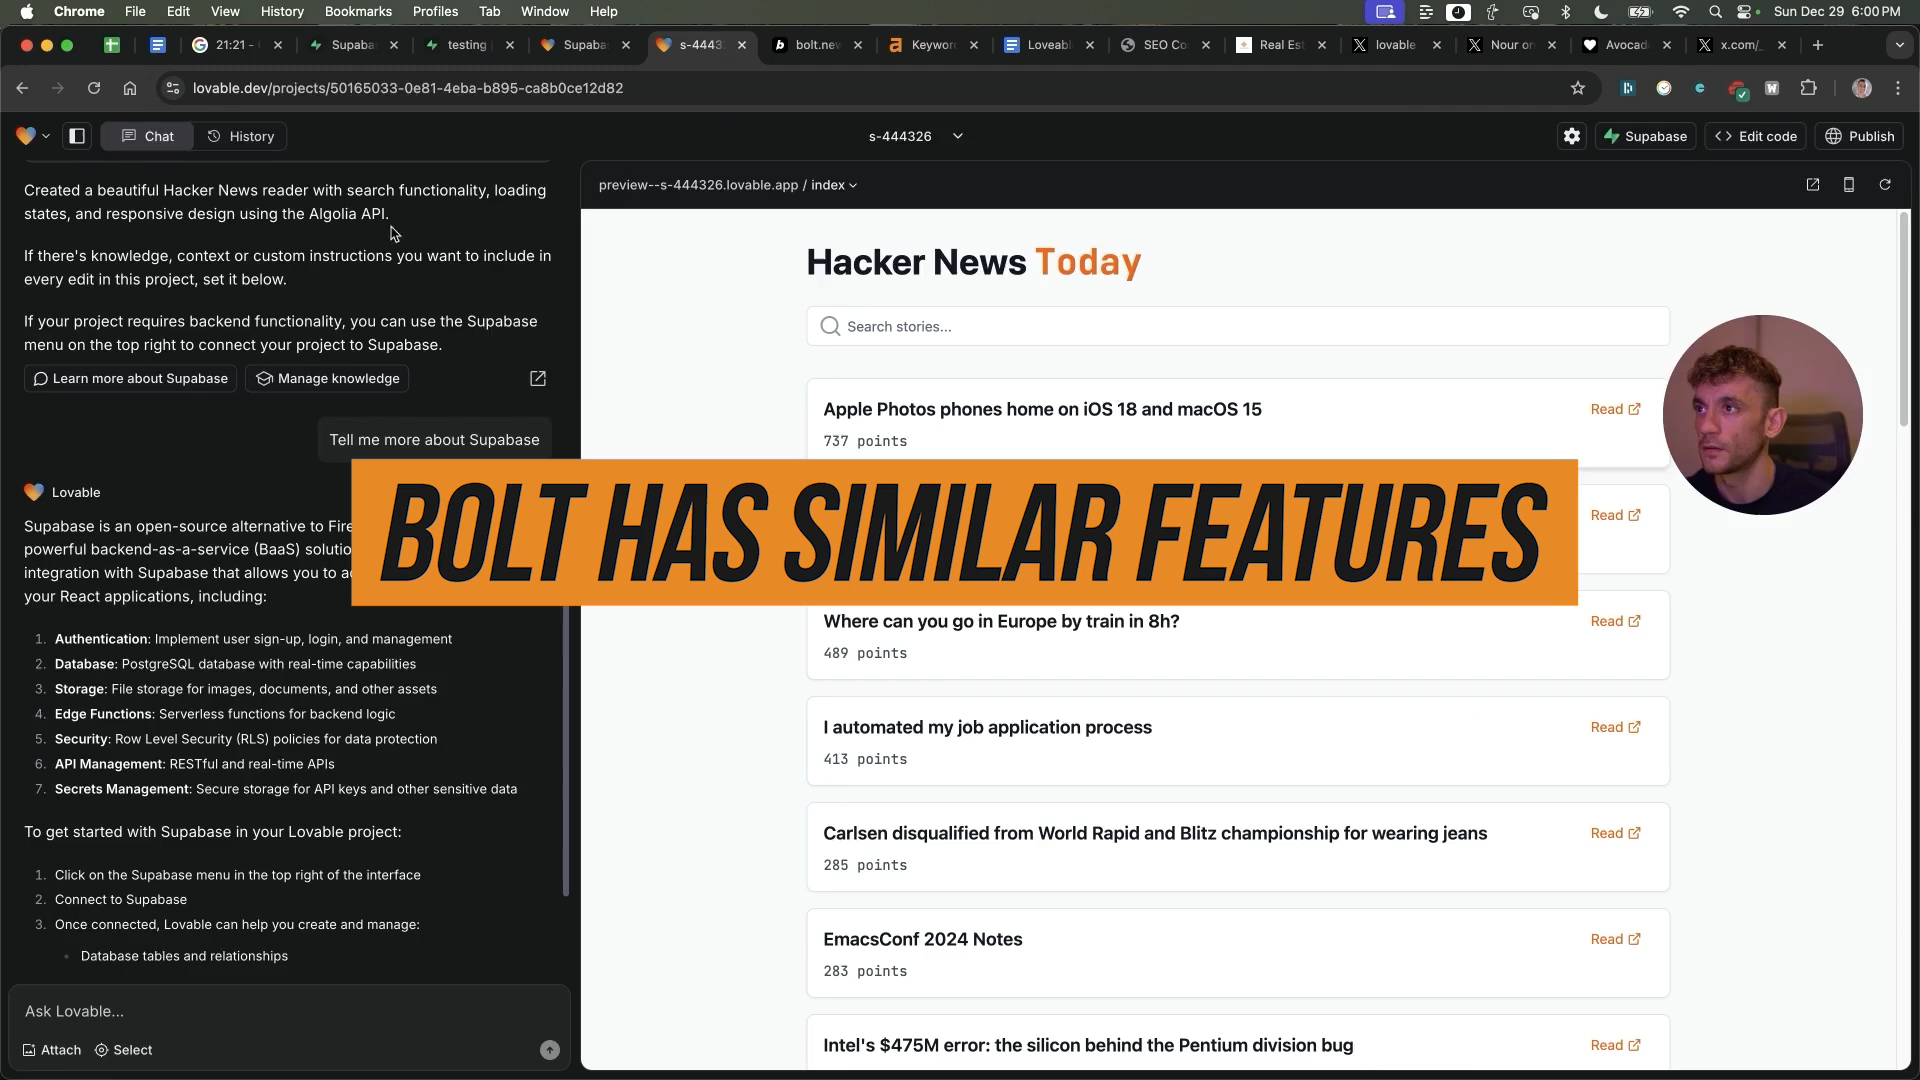 Chrome File Edit View History Bookmarks Profiles Tab Window Help
Sun Dec 29 6:00 PM
21:21 -
Supaba
testing
Supaba
s-4443
bolt.new
Keywor
Loveab
SEO Co
Real Est
lovable
Nour on
Avocad
x.com/_
lovable.dev/projects/50165033-0e81-4eba-b895-ca8b0ce12d82
Chat
History
s-444326
Supabase
Edit code
Publish
Created a beautiful Hacker News reader with search functionality, loading
states, and responsive design using the Algolia API.
If there's knowledge, context or custom instructions you want to include in
every edit in this project, set it below.
If your project requires backend functionality, you can use the Supabase
menu on the top right to connect your project to Supabase.
Learn more about Supabase
Manage knowledge
Tell me more about Supabase
Lovable
Supabase is an open-source alternative to Fire
powerful backend-as-a-service (BaaS) solutio
integration with Supabase that allows you to a
your React applications, including:
1. Authentication: Implement user sign-up, login, and management
2. Database: PostgreSQL database with real-time capabilities
3. Storage: File storage for images, documents, and other assets
4. Edge Functions: Serverless functions for backend logic
5. Security: Row Level Security (RLS) policies for data protection
6. API Management: RESTful and real-time APIs
7. Secrets Management: Secure storage for API keys and other sensitive data
To get started with Supabase in your Lovable project:
1. Click on the Supabase menu in the top right of the interface
2. Connect to Supabase
3. Once connected, Lovable can help you create and manage:
• Database tables and relationships
Ask Lovable...
Attach
Select
preview--s-444326.lovable.app / index
Hacker News Today
Search stories...
Apple Photos phones home on iOS 18 and macOS 15
Read
737 points
BOLT HAS SIMILAR FEATURES
Read
Where can you go in Europe by train in 8h?
Read
489 points
I automated my job application process
Read
413 points
Carlsen disqualified from World Rapid and Blitz championship for wearing jeans
Read
285 points
EmacsConf 2024 Notes
Read
283 points
Intel's $475M error: the silicon behind the Pentium division bug
Read